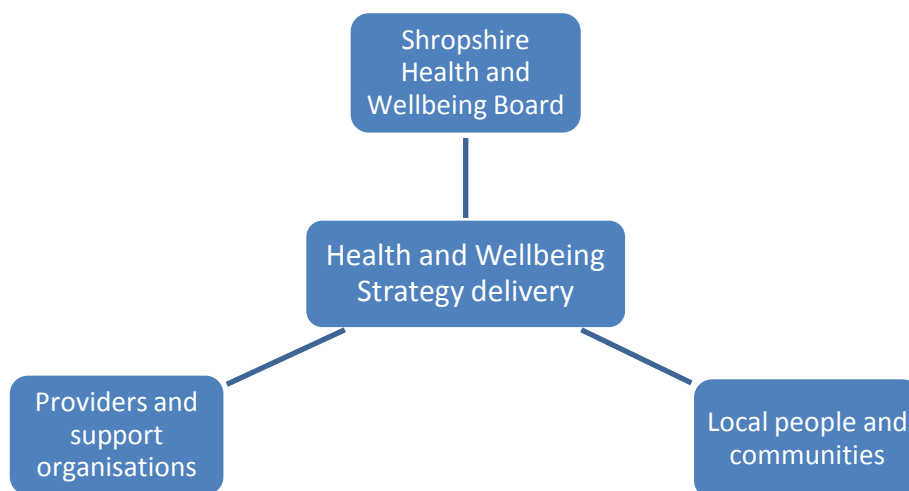 Shropshire
Health and
Wellbeing Board
Health and Wellbeing
Strategy delivery
Providers and
support
organisations
Local people and
communities